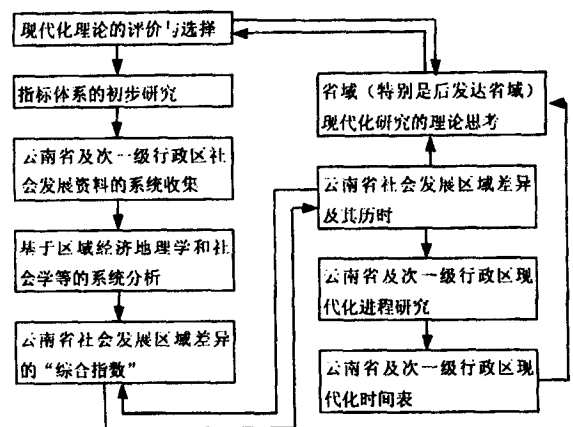 现代化理论的评价与选择
指标体系的初步研究
云南省及次一级行政区社
会发展资料的系统收集
基于区域经济地理学和社
会学等的系统分析
云南省社会发展区域差异
的“综合指数”
省域（特别是后发达省域）
现代化研究的理论思考
云南省社会发展区域差异
及其历时
云南省及次一级行政区现
代化进程研究
云南省及次一级行政区现
代化时间表